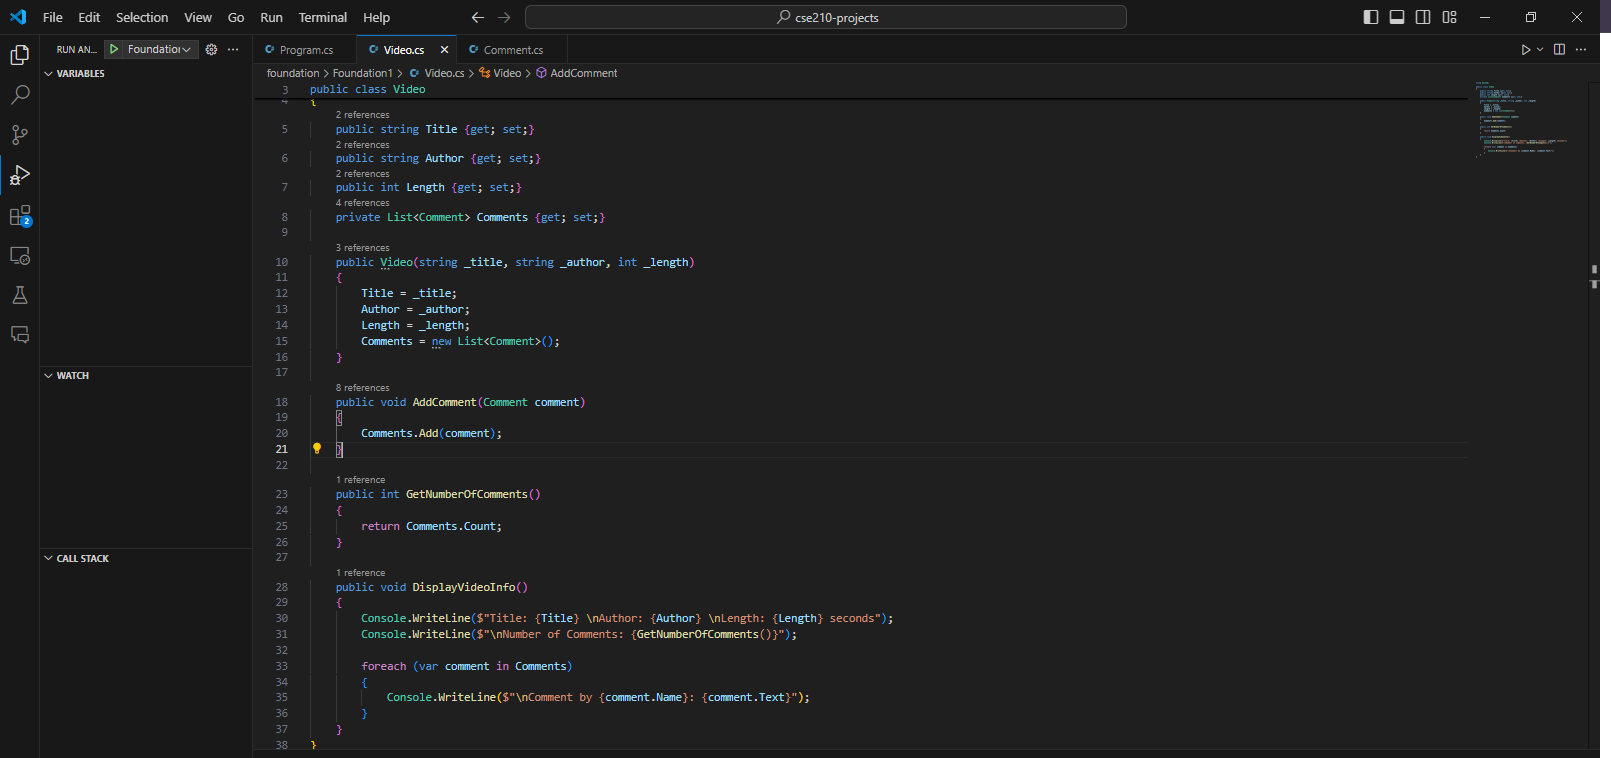 File Edit Selection View Go Run Terminal Help cse210-projects
RUN AN... Foundation
Program.cs Video.cs Comment.cs
foundation > Foundation1 > Video.cs > Video > AddComment
VARIABLES
WATCH
CALL STACK
2
3 public class Video
4 {
2 references
5 public string Title {get; set;}
2 references
6 public string Author {get; set;}
2 references
7 public int Length {get; set;}
4 references
8 private List<Comment> Comments {get; set;}
9
3 references
10 public Video(string _title, string _author, int _length)
11 {
12 Title = _title;
13 Author = _author;
14 Length = _length;
15 Comments = new List<Comment>();
16 }
17
8 references
18 public void AddComment(Comment comment)
19 {
20 Comments.Add(comment);
21 }
22
1 reference
23 public int GetNumberOfComments()
24 {
25 return Comments.Count;
26 }
27
1 reference
28 public void DisplayVideoInfo()
29 {
30 Console.WriteLine($"Title: {Title} \nAuthor: {Author} \nLength: {Length} seconds");
31 Console.WriteLine($"\nNumber of Comments: {GetNumberOfComments()}");
32
33 foreach (var comment in Comments)
34 {
35 Console.WriteLine($"\nComment by {comment.Name}: {comment.Text}");
36 }
37 }
38 }